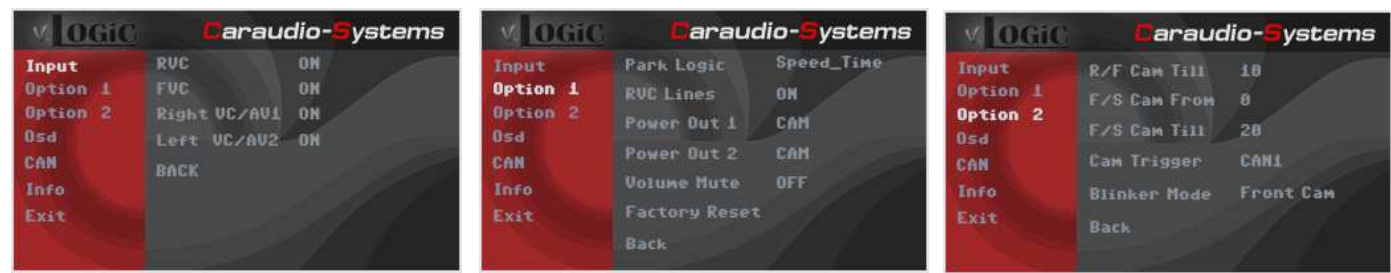 v.LOGiC Caraudio-Systems
Input
Option 1
Option 2
Osd
CAN
Info
Exit
RVC ON
FVC ON
Right VC/AV1 ON
Left VC/AV2 ON
BACK
v.LOGiC Caraudio-Systems
Input
Option 1
Option 2
Osd
CAN
Info
Exit
Park Logic Speed_Time
RVC Lines ON
Power Out 1 CAM
Power Out 2 CAM
Volume Mute OFF
Factory Reset
Back
v.LOGiC Caraudio-Systems
Input
Option 1
Option 2
Osd
CAN
Info
Exit
R/F Cam Till 10
F/S Cam From 0
F/S Cam Till 20
Cam Trigger CAN1
Blinker Mode Front Cam
Back